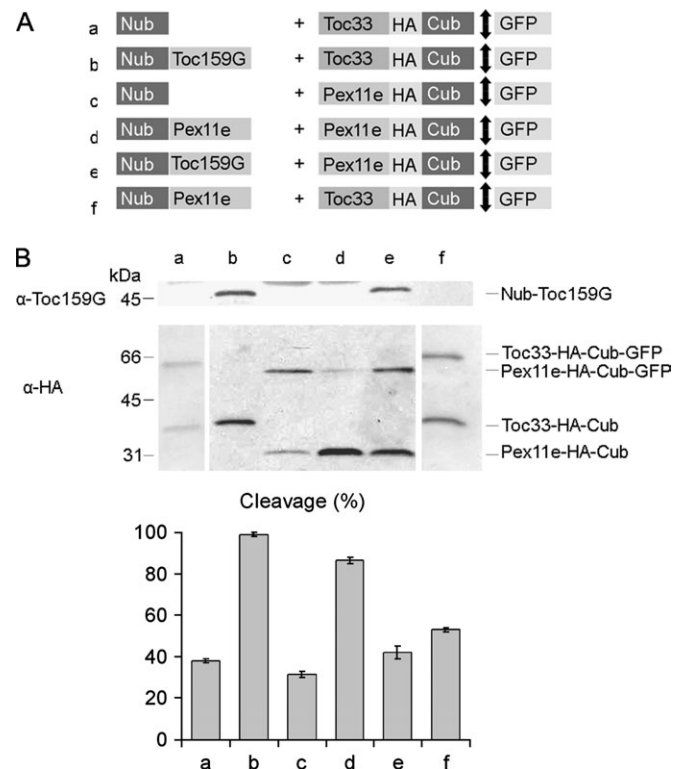 A
a Nub + Toc33 HA Cub GFP
b Nub Toc159G + Toc33 HA Cub GFP
c Nub + Pex11e HA Cub GFP
d Nub Pex11e + Pex11e HA Cub GFP
e Nub Toc159G + Pex11e HA Cub GFP
f Nub Pex11e + Toc33 HA Cub GFP
B
a b c d e f
kDa
α-Toc159G 45 Nub-Toc159G
66 Toc33-HA-Cub-GFP
Pex11e-HA-Cub-GFP
α-HA
45
Toc33-HA-Cub
31 Pex11e-HA-Cub
Cleavage (%)
100
80
60
40
20
0
a b c d e f